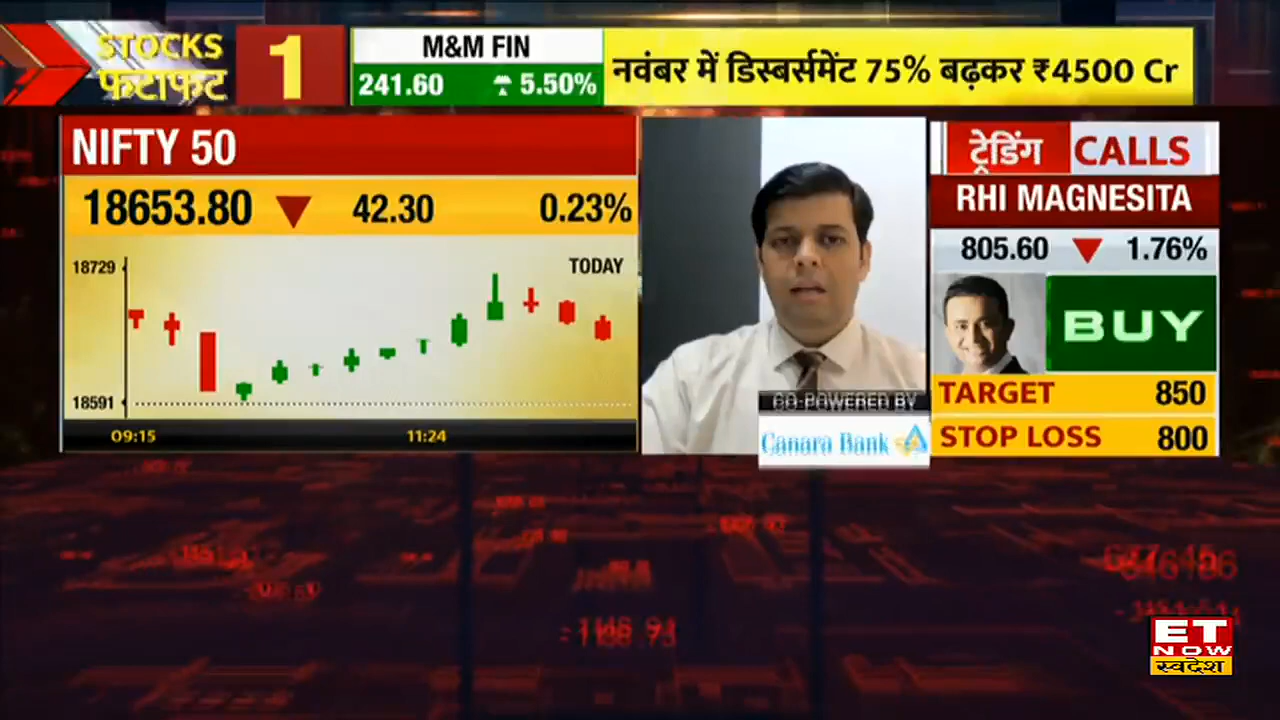 STOCKS
फटाफट
1
M&M FIN
241.60 5.50%
नवंबर में डिस्बर्समेंट 75% बढ़कर ₹4500 Cr
NIFTY 50
18653.80 ▼ 42.30 0.23%
18729
TODAY
18591
09:15 11:24
CO-POWERED BY
Canara Bank
ट्रेडिंग CALLS
RHI MAGNESITA
805.60 ▼ 1.76%
BUY
TARGET 850
STOP LOSS 800
ET
NOW
स्वदेश